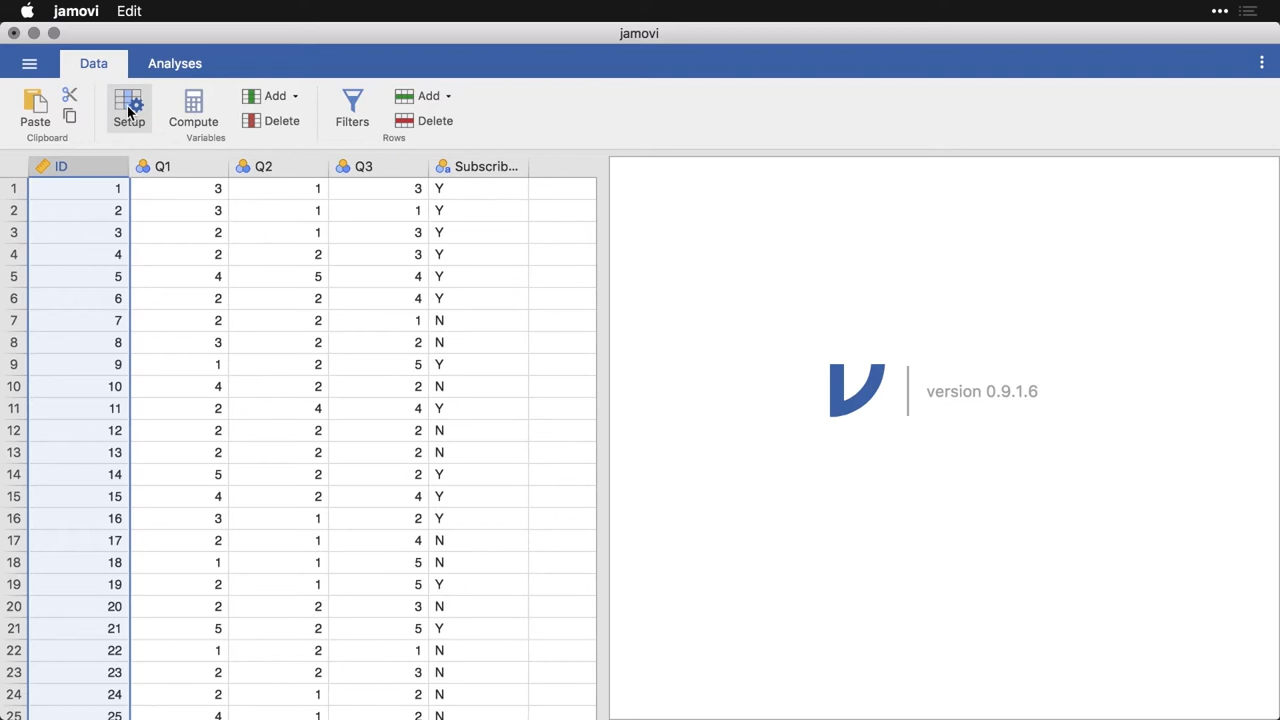 jamovi Edit
jamovi
Data Analyses
Paste Setup Compute Add Delete Filters Add Delete
Clipboard Variables Rows
ID Q1 Q2 Q3 Subscrib...
1 1 3 1 3 Y
2 2 3 1 1 Y
3 3 2 1 3 Y
4 4 2 2 3 Y
5 5 4 5 4 Y
6 6 2 2 4 Y
7 7 2 2 1 N
8 8 3 2 2 N
9 9 1 2 5 Y
10 10 4 2 2 N
11 11 2 4 4 Y
12 12 2 2 2 N
13 13 2 2 2 N
14 14 5 2 2 Y
15 15 4 2 4 Y
16 16 3 1 2 Y
17 17 2 1 4 N
18 18 1 1 5 N
19 19 2 1 5 Y
20 20 2 2 3 N
21 21 5 2 5 Y
22 22 1 2 1 N
23 23 2 2 3 N
24 24 2 1 2 N
25 25 4 1 2 N
version 0.9.1.6